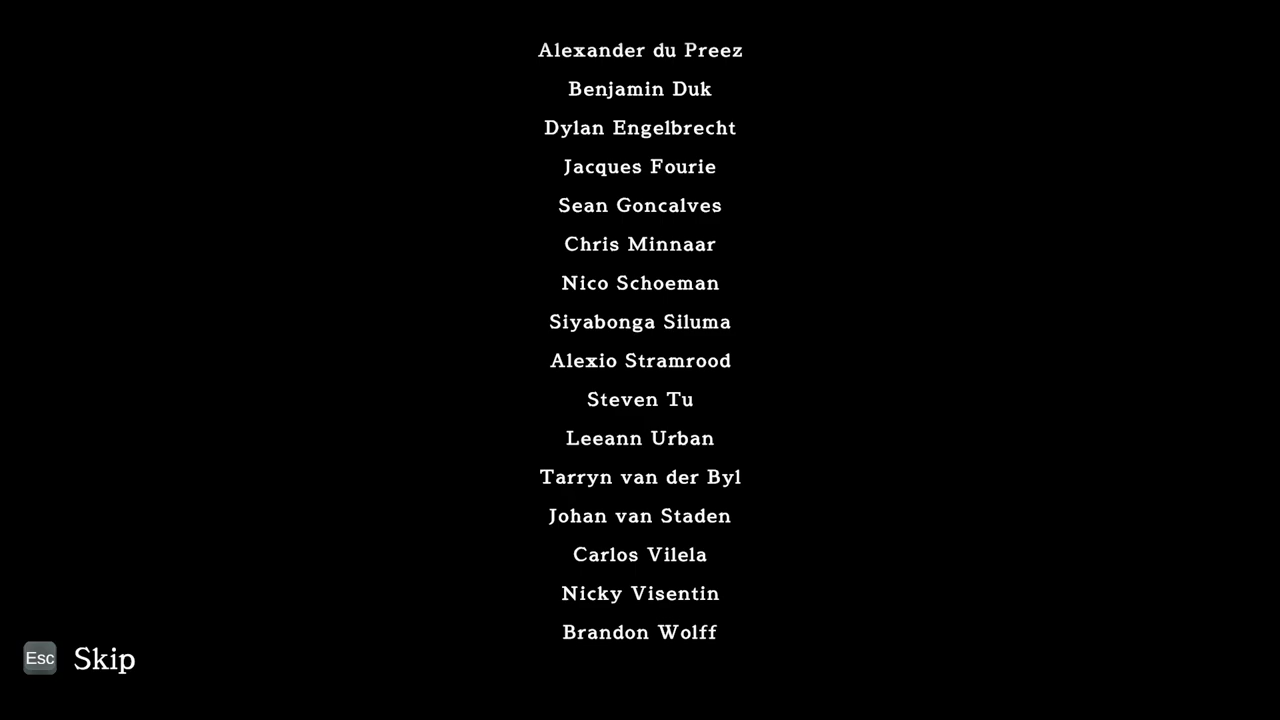 Alexander du Preez
Benjamin Duk
Dylan Engelbrecht
Jacques Fourie
Sean Goncalves
Chris Minnaar
Nico Schoeman
Siyabonga Siluma
Alexio Stramrood
Steven Tu
Leeann Urban
Tarryn van der Byl
Johan van Staden
Carlos Vilela
Nicky Visentin
Brandon Wolff
Esc Skip